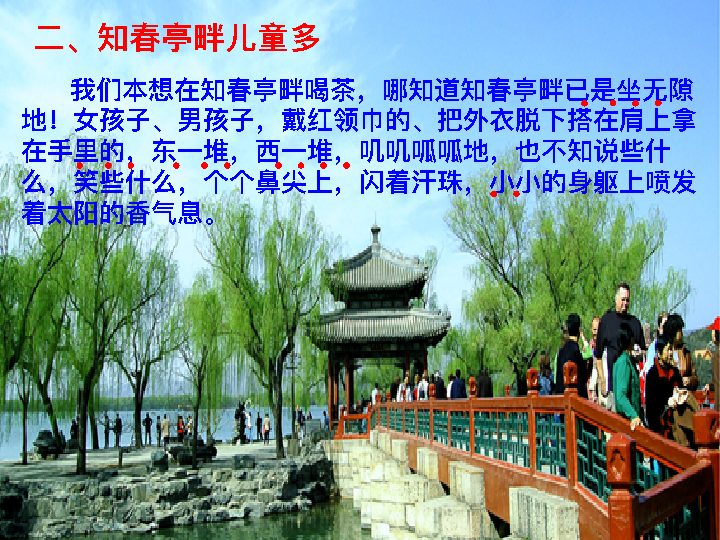 二、知春亭畔儿童多
我们本想在知春亭畔喝茶，哪知道知春亭畔已是坐无隙
地！女孩子、男孩子，戴红领巾的、把外衣脱下搭在肩上拿
在手里的，东一堆，西一堆，叽叽呱呱地，也不知说些什
么，笑些什么，个个鼻尖上，闪着汗珠，小小的身躯上喷发
着太阳的香气息。